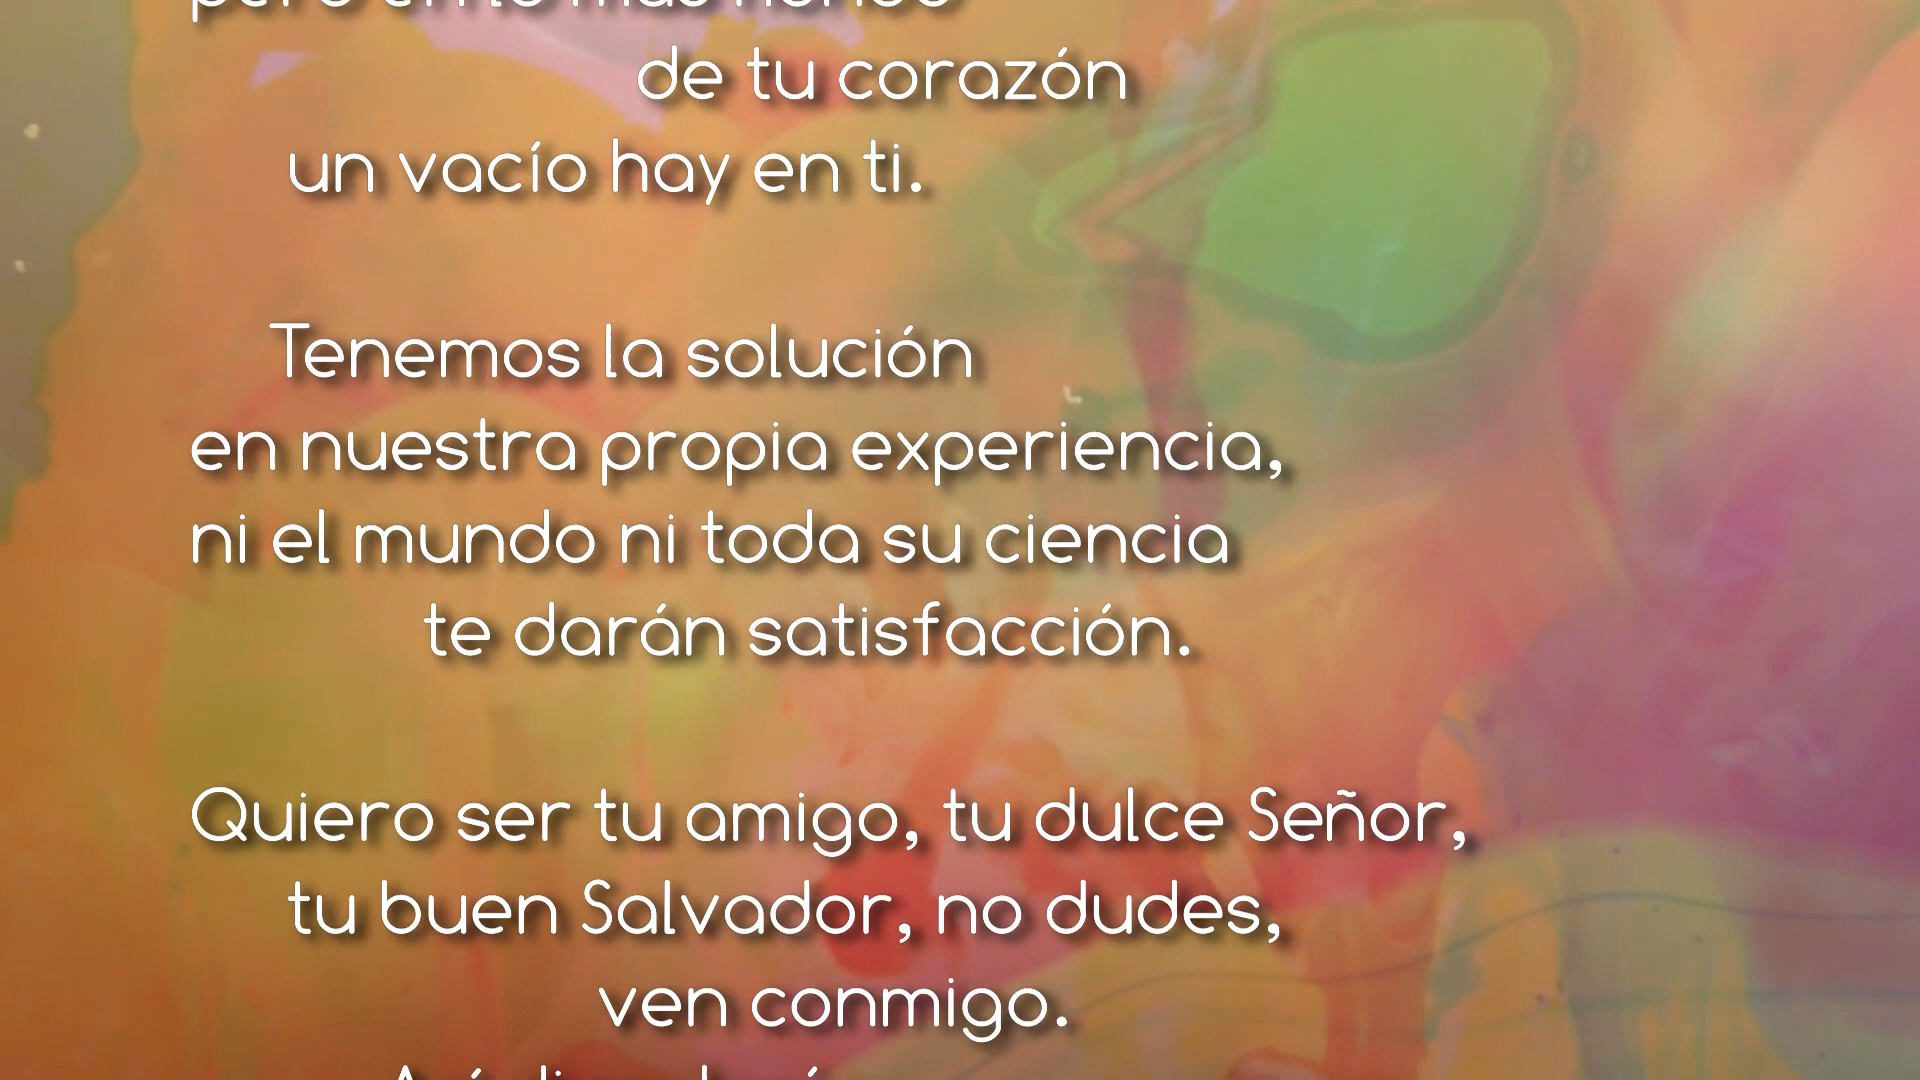 de tu corazón
un vacío hay en ti.
Tenemos la solución
en nuestra propia experiencia,
ni el mundo ni toda su ciencia
te darán satisfacción.
Quiero ser tu amigo, tu dulce Señor,
tu buen Salvador, no dudes,
ven conmigo.